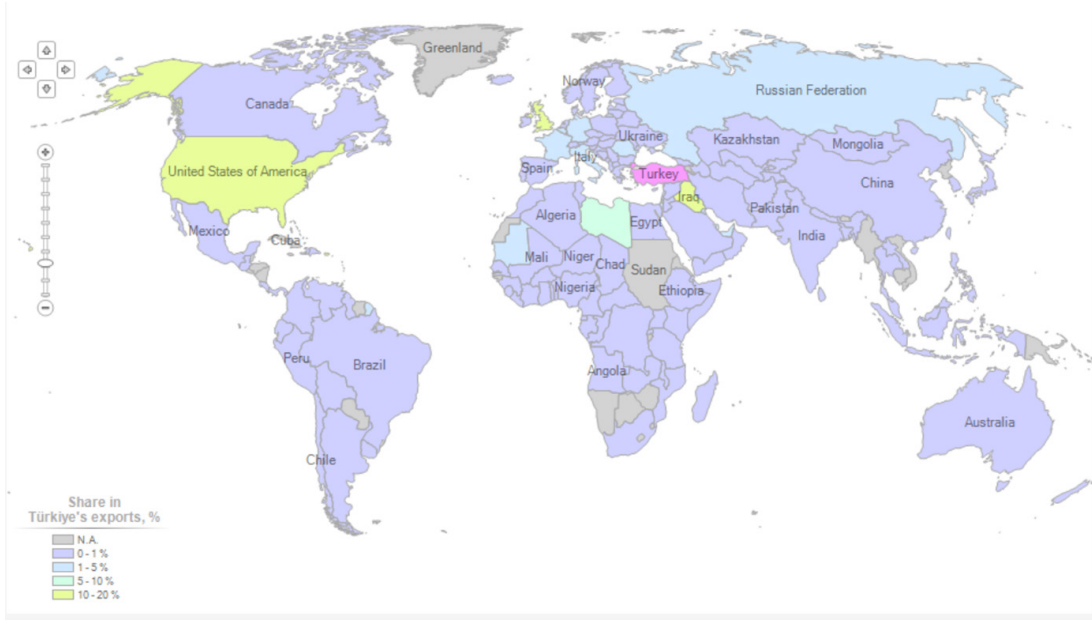 Greenland
Norway
Russian Federation
Canada
Ukraine
Kazakhstan
Mongolia
Italy
United States of America
Spain
Turkey
China
Iraq
Pakistan
Mexico
Algeria
Egypt
India
Cuba
Mali
Niger
Chad
Sudan
Nigeria
Ethiopia
Peru
Brazil
Angola
Australia
Chile
Share in
Türkiye's exports, %
N.A.
0 - 1 %
1 - 5 %
5 - 10 %
10 - 20 %